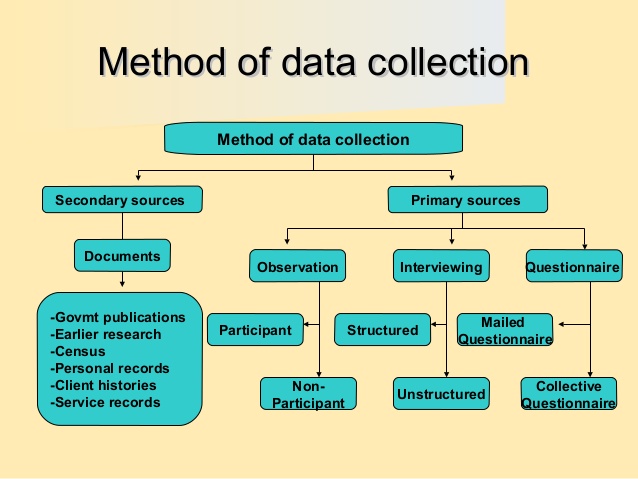 Method of data collection
Method of data collection
Secondary sources
Primary sources
Documents
Observation
Interviewing
Questionnaire
-Govmt publications
-Earlier research
-Census
-Personal records
-Client histories
-Service records
Participant
Structured
Mailed
Questionnaire
Non-
Participant
Unstructured
Collective
Questionnaire